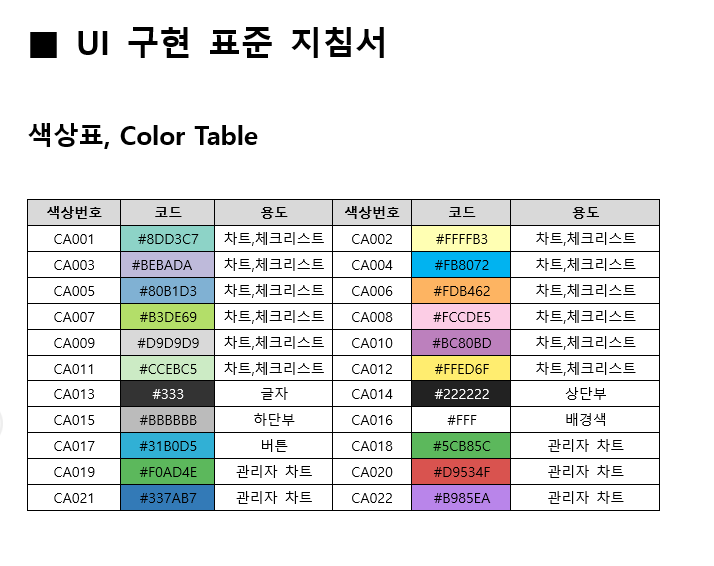 ■ UI 구현 표준 지침서
색상표, Color Table
색상번호 코드 용도 색상번호 코드 용도
CA001 #8DD3C7 차트,체크리스트 CA002 #FFFFB3 차트,체크리스트
CA003 #BEBADA 차트,체크리스트 CA004 #FB8072 차트,체크리스트
CA005 #80B1D3 차트,체크리스트 CA006 #FDB462 차트,체크리스트
CA007 #B3DE69 차트,체크리스트 CA008 #FCCDE5 차트,체크리스트
CA009 #D9D9D9 차트,체크리스트 CA010 #BC80BD 차트,체크리스트
CA011 #CCEBC5 차트,체크리스트 CA012 #FFED6F 차트,체크리스트
CA013 #333 글자 CA014 #222222 상단부
CA015 #BBBBBB 하단부 CA016 #FFF 배경색
CA017 #31B0D5 버튼 CA018 #5CB85C 관리자 차트
CA019 #F0AD4E 관리자 차트 CA020 #D9534F 관리자 차트
CA021 #337AB7 관리자 차트 CA022 #B985EA 관리자 차트